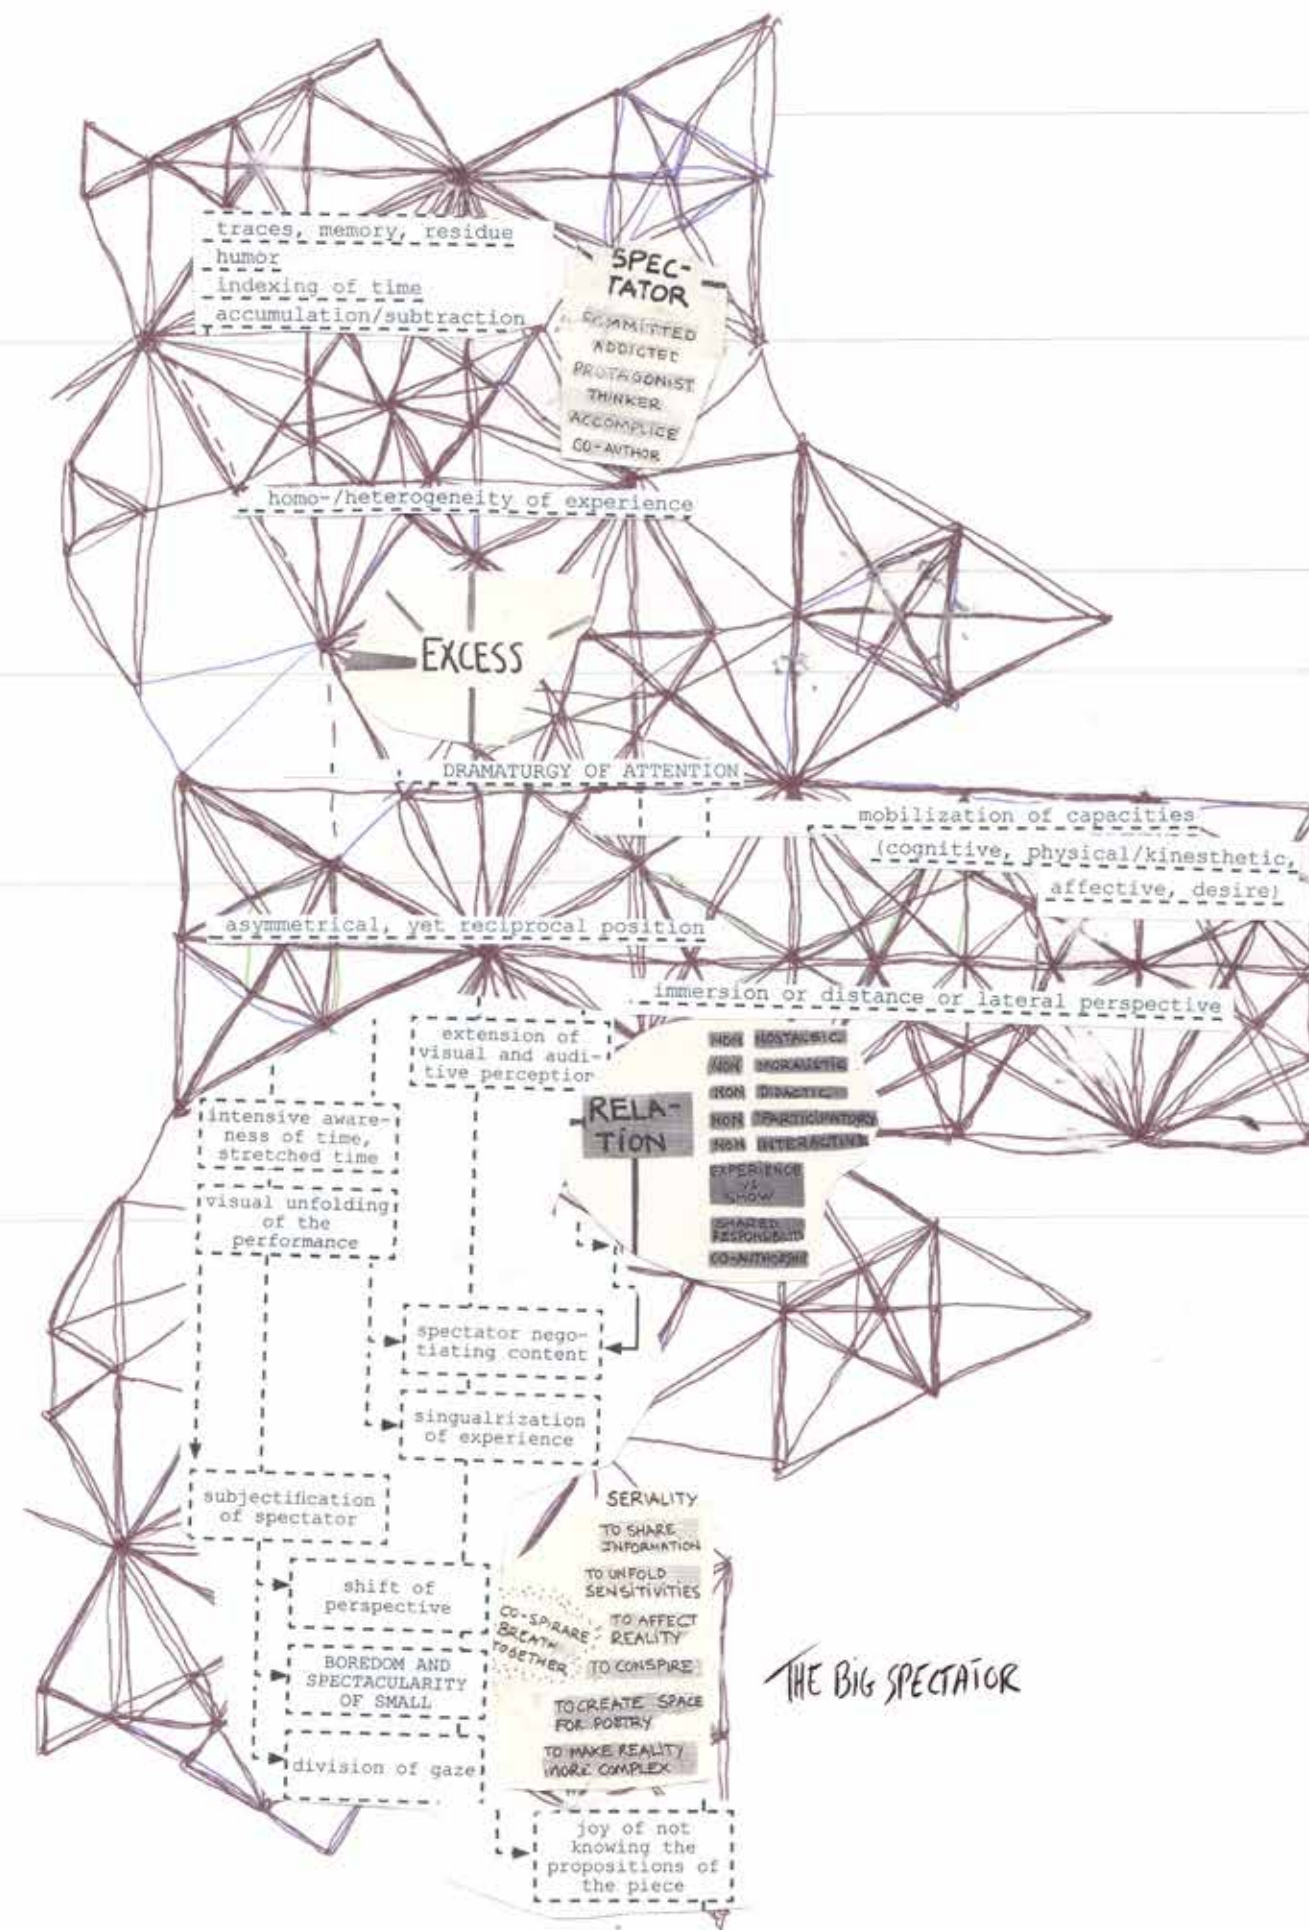 traces, memory, residue
humor
indexing of time
accumulation/subtraction
SPEC-
TATOR
COMMITTED
ADDICTED
PROTAGONIST
THINKER
ACCOMPLICE
CO-AUTHOR
homo-/heterogeneity of experience
EXCESS
DRAMATURGY OF ATTENTION
mobilization of capacities
(cognitive, physical/kinesthetic,
affective, desire)
asymmetrical, yet reciprocal position
immersion or distance or lateral perspective
extension of
visual and audi-
tive perception
RELA-
TION
NON NOSTALGIC
NON MORALISTIC
NON DIDACTIC
NON PARTICIPATORY
NON INTERACTIVE
EXPERIENCE
VS
SHOW
SHARED
RESPONSIBILITY
CO-AUTHORSHIP
intensive aware-
ness of time,
stretched time
visual unfolding
of the
performance
spectator nego-
tiating content
singualrization
of experience
subjectification
of spectator
shift of
perspective
BOREDOM AND
SPECTACULARITY
OF SMALL
division of gaze
SERIALITY
TO SHARE
INFORMATION
TO UNFOLD
SENSITIVITIES
CO-SPIRARE
BREATH
TOGETHER
TO AFFECT
REALITY
TO CONSPIRE
TO CREATE SPACE
FOR POETRY
TO MAKE REALITY
MORE COMPLEX
joy of not
knowing the
propositions of
the piece
THE BIG SPECTATOR